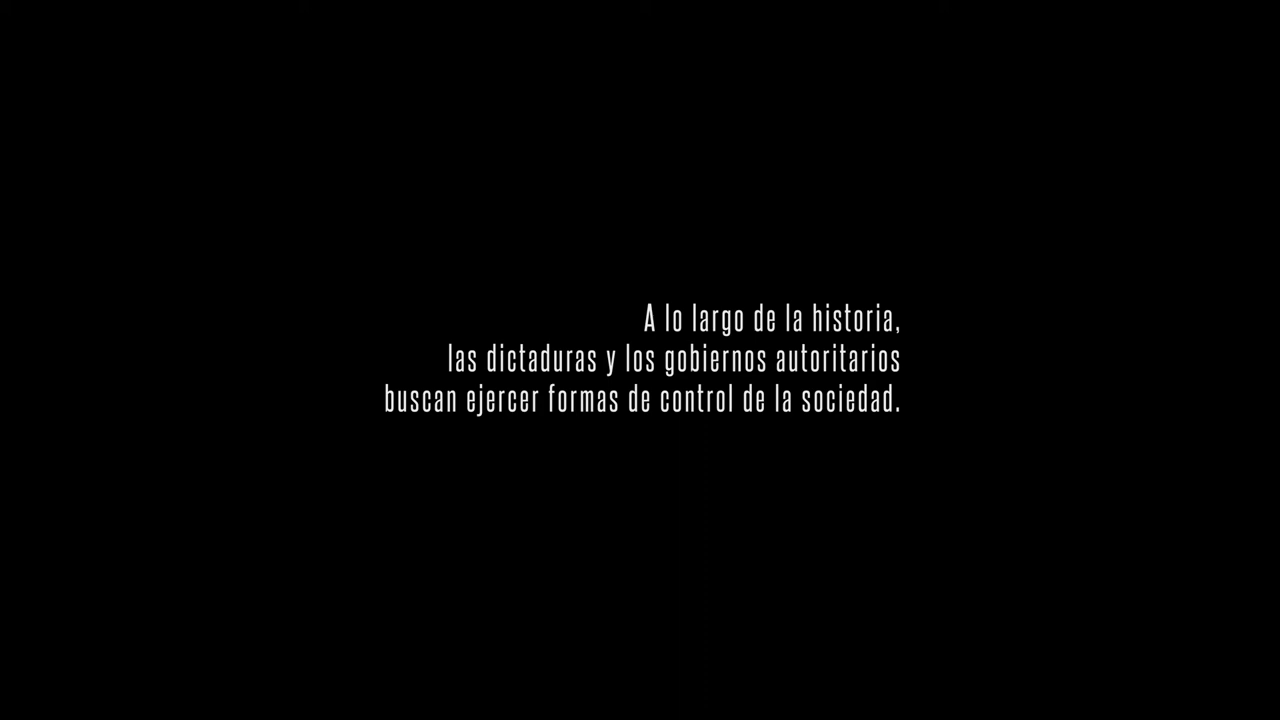 A lo largo de la historia,
las dictaduras y los gobiernos autoritarios
buscan ejercer formas de control de la sociedad.